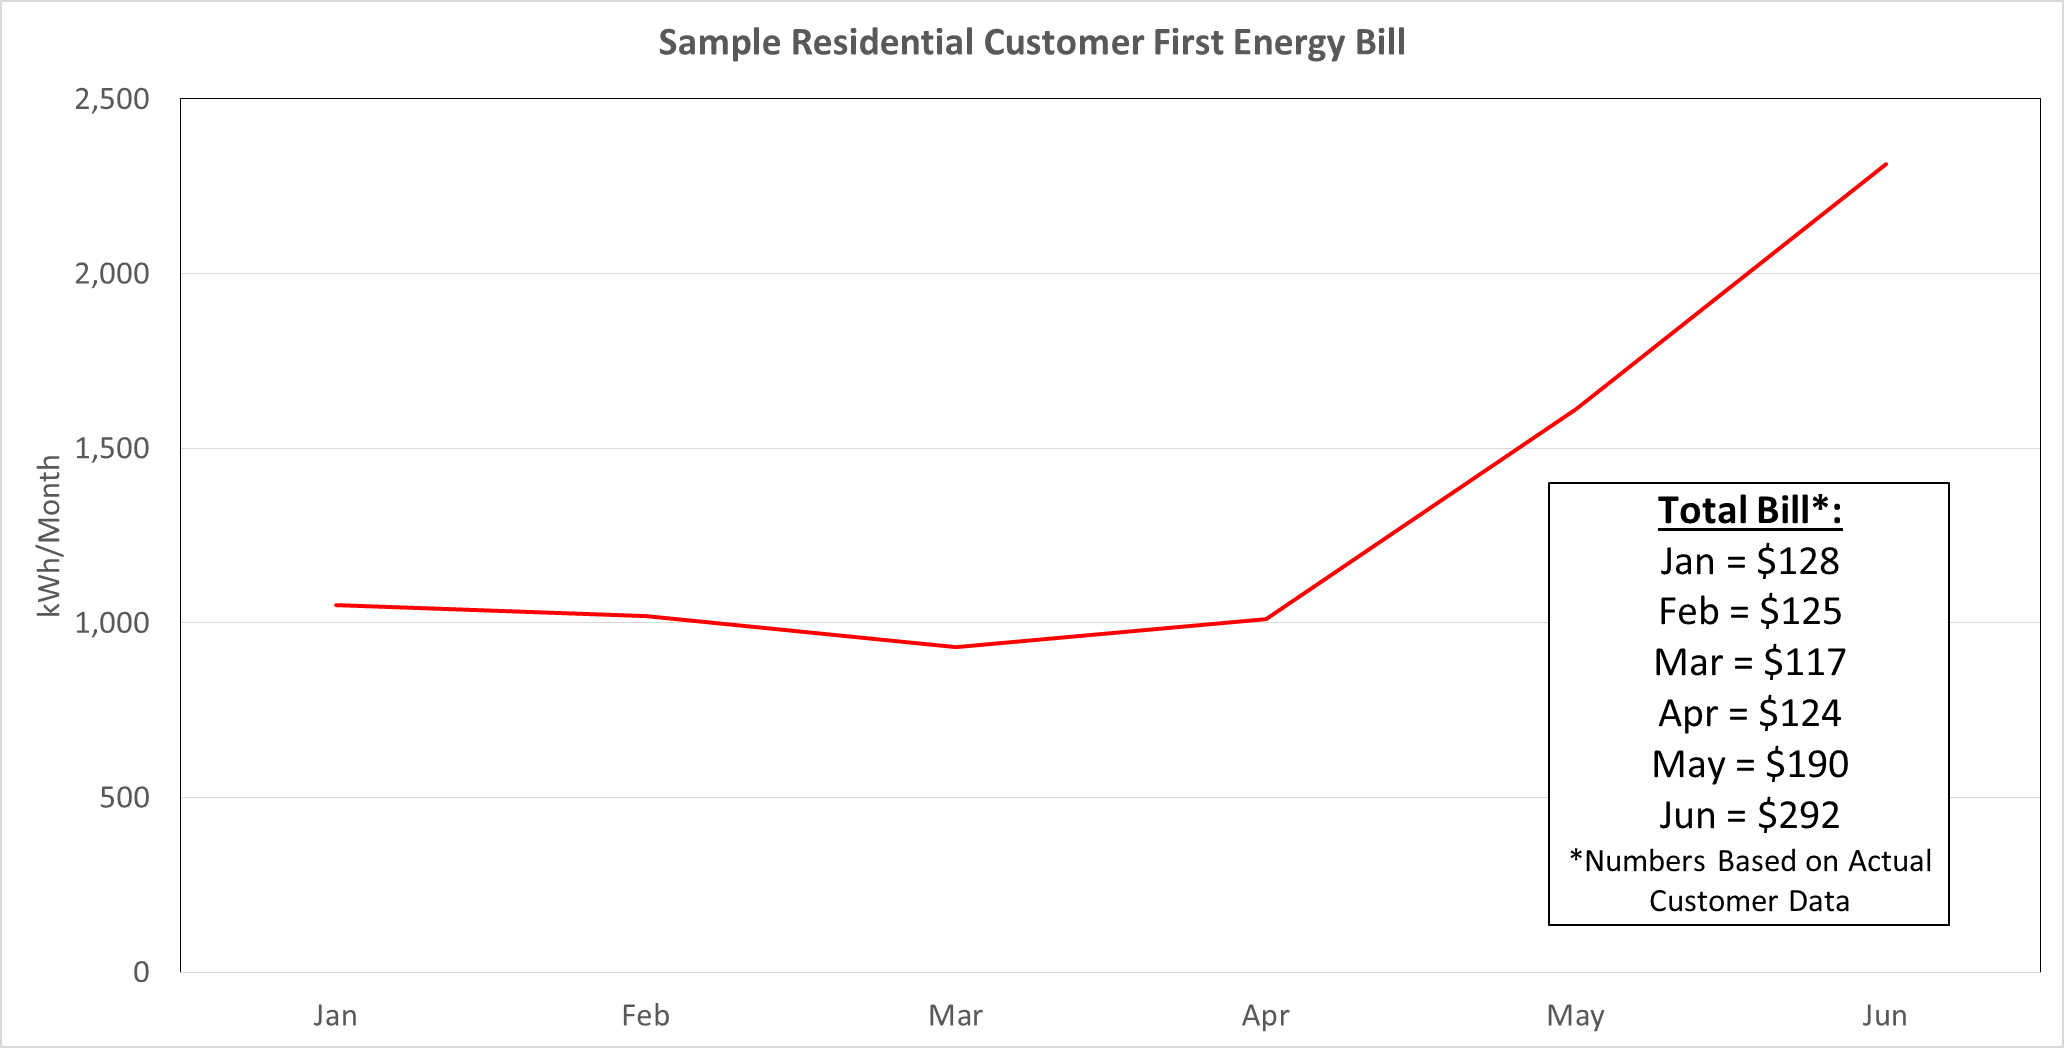 Sample Residential Customer First Energy Bill
2,500
2,000
1,500
1,000
500
0
kWh/Month
Jan
Feb
Mar
Apr
May
Jun
Total Bill*:
Jan = $128
Feb = $125
Mar = $117
Apr = $124
May = $190
Jun = $292
*Numbers Based on Actual
Customer Data